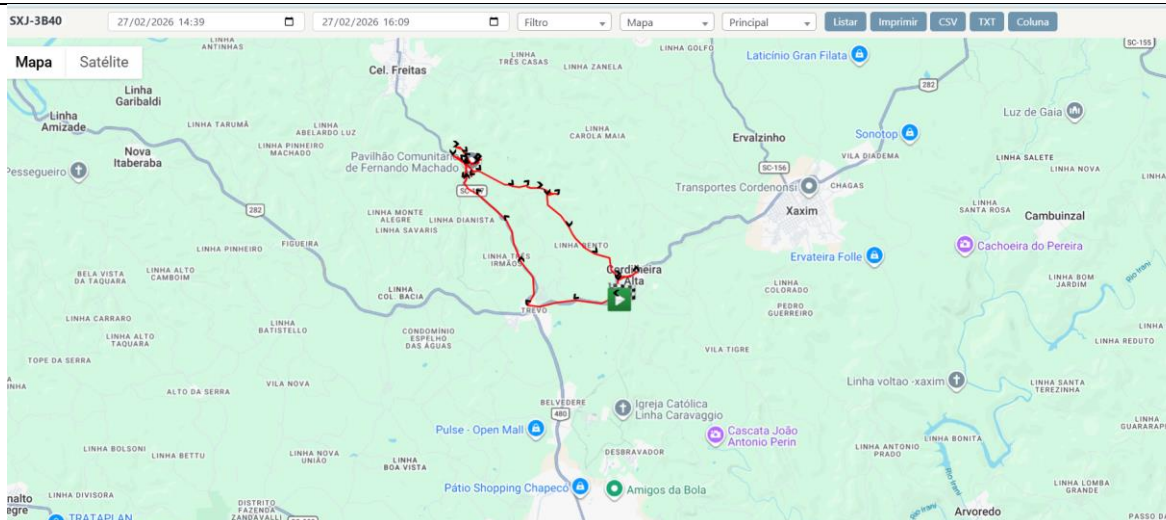 SXJ-3B40
27/02/2026 14:39
27/02/2026 16:09
Filtro
Mapa
Principal
Listar
Imprimir
CSV
TXT
Coluna
Mapa
Satélite
LINHA
ANTINHAS
Cel. Freitas
LINHA
TRÊS CASAS
LINHA ZANELA
LINHA GOLFO
Laticínio Gran Filata
SC-155
282
Linha
Garibaldi
Linha
Amizade
LINHA TARUMÃ
LINHA
ABELARDO LUZ
LINHA PINHEIRO
MACHADO
Nova
Itaberaba
Pessegueiro
Pavilhão Comunitário
de Fernando Machado
LINHA
CAROLA MAIA
Ervalzinho
Sonotop
Luz de Gaia
VILA DIADEMA
LINHA SALETE
LINHA NOVA
LINHA
SC-156
Transportes Cordenonsi
CHAGAS
Xaxim
LINHA
SANTA ROSA
Cambuinzal
Cachoeira do Pereira
282
LINHA MONTE
ALEGRE
LINHA DIANISTA
LINHA SAVARIS
LINHA PINHEIRO
FIGUEIRA
LINHA TRÊS
IRMÃOS
LINHA BENTO
Cordilheira
Alta
Ervateira Folle
BELA VISTA
DA TAQUARA
LINHA ALTO
CAMBOIM
LINHA
COL. BACIA
LINHA
COLORADO
PEDRO
GUERREIRO
LINHA BOM
JARDIM
Rio Irani
LINHA CARRARO
LINHA ALTO
TAQUARA
LINHA
BATISTELLO
CONDOMÍNIO
ESPELHO
DAS ÁGUAS
TREVO
VILA TIGRE
LINHA
LINHA REDUTO
TOPE DA SERRA
ALTO DA SERRA
VILA NOVA
Linha voltao -xaxim
LINHA SANTA
TEREZINHA
BELVEDERE
480
Igreja Católica
Linha Caravaggio
Pulse - Open Mall
Cascata João
Antonio Perin
LINHA
GUARARAPI
LINHA BOLSONI
LINHA BETTU
LINHA NOVA
UNIÃO
LINHA
BOA VISTA
DESBRAVADOR
LINHA ANTONIO
PRADO
LINHA BONITA
Rio Irani
Pátio Shopping Chapecó
Amigos da Bola
LINHA LOMBA
GRANDE
LINHA DIVISORA
DISTRITO
FAZENDA
ZANDAVALLI
TRATAPLAN
Arvoredo
PASSO DA